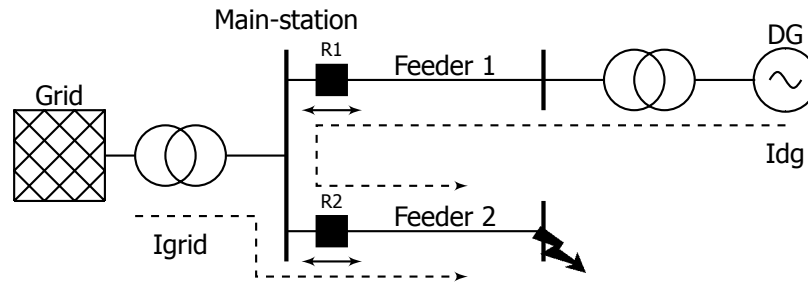 Main-station
R1
Feeder 1
DG
Grid
Idg
R2
Feeder 2
Igrid